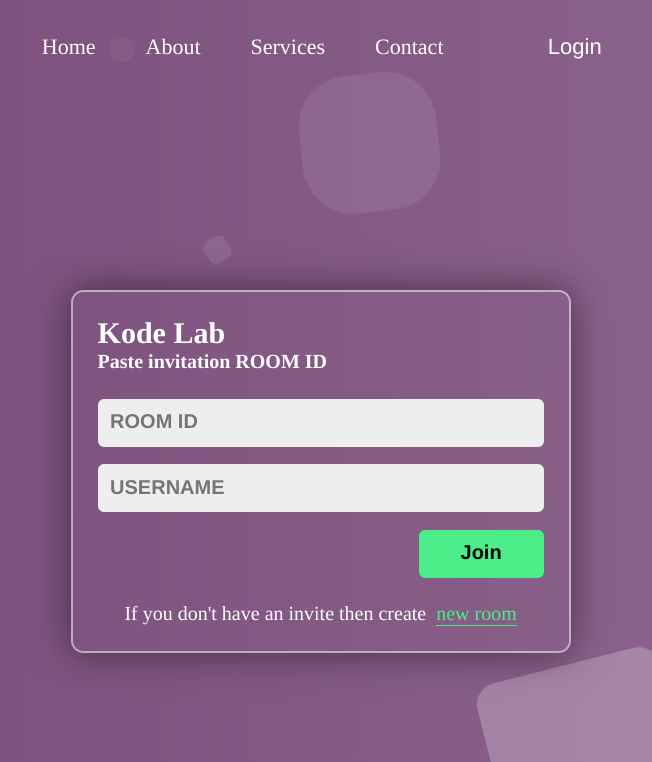 Home About Services Contact Login
Kode Lab
Paste invitation ROOM ID
ROOM ID
USERNAME
Join
If you don't have an invite then create new room